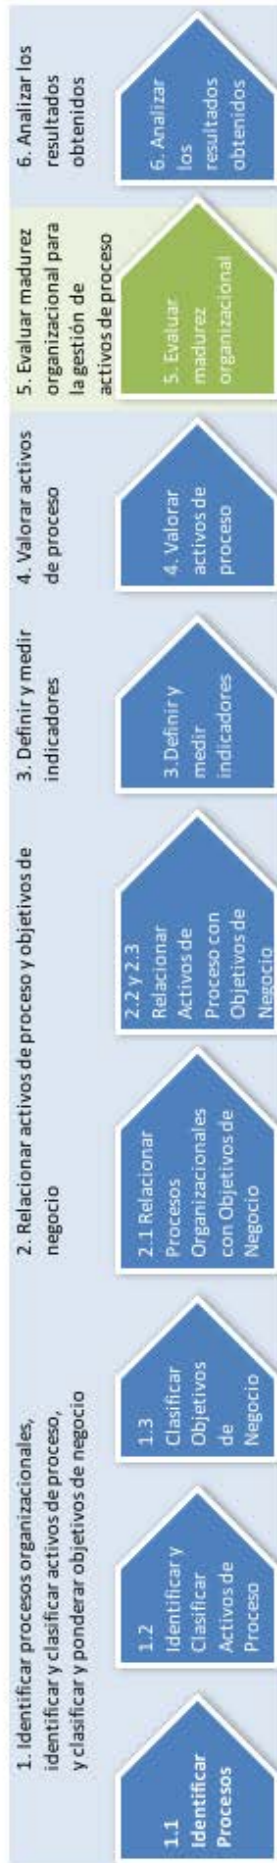 1. Identificar procesos organizacionales,
identificar y clasificar activos de proceso,
y clasificar y ponderar objetivos de negocio
2. Relacionar activos de proceso y objetivos de
negocio
3. Definir y medir
indicadores
4. Valorar activos
de proceso
5. Evaluar madurez
organizacional para
la gestión de
activos de proceso
6. Analizar los
resultados
obtenidos
1.1
Identificar
Procesos
1.2
Identificar y
Clasificar
Activos de
Proceso
1.3
Clasificar
Objetivos
de
Negocio
2.1 Relacionar
Procesos
Organizacionales
con Objetivos de
Negocio
2.2 y 2.3
Relacionar
Activos de
Proceso con
Objetivos de
Negocio
3.Definir y
medir
indicadores
4. Valorar
activos de
proceso
5. Evaluar
madurez
organizacional
6. Analizar
los
resultados
obtenidos